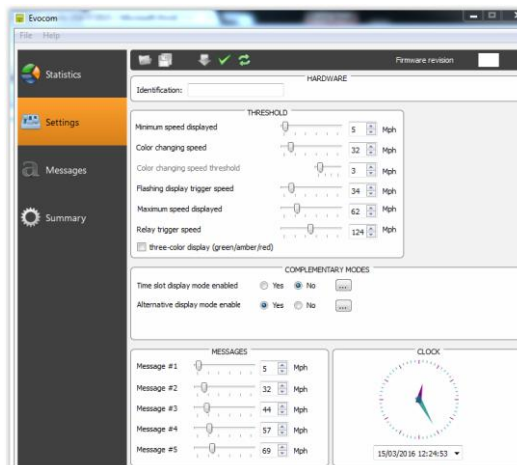 Evocom
File Help
Firmware revision
Statistics
Settings
Messages
Summary
HARDWARE
Identification:
THRESHOLD
Minimum speed displayed 5 Mph
Color changing speed 32 Mph
Color changing speed threshold 3 Mph
Flashing display trigger speed 34 Mph
Maximum speed displayed 62 Mph
Relay trigger speed 124 Mph
three-color display (green/amber/red)
COMPLEMENTARY MODES
Time slot display mode enabled Yes No ...
Alternative display mode enable Yes No ...
MESSAGES
Message #1 5 Mph
Message #2 32 Mph
Message #3 44 Mph
Message #4 57 Mph
Message #5 69 Mph
CLOCK
15/03/2016 12:24:53